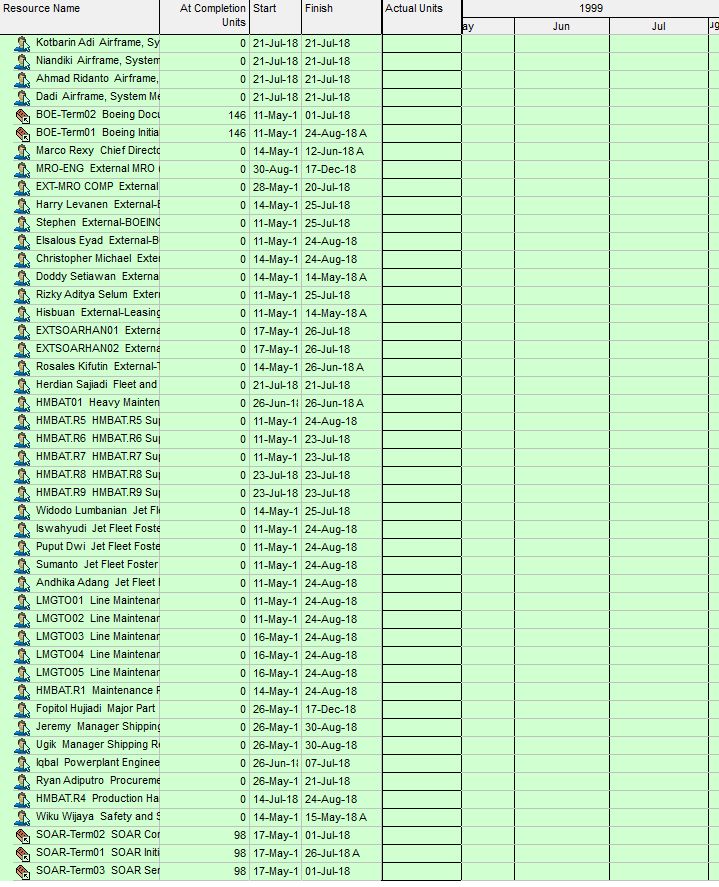 Resource Name At Completion Units Start Finish Actual Units 1999
ay Jun Jul ug
Kotbarin Adi Airframe, Sy 0 21-Jul-18 21-Jul-18
Niandiki Airframe, System 0 21-Jul-18 21-Jul-18
Ahmad Ridanto Airframe, 0 21-Jul-18 21-Jul-18
Dadi Airframe, System Me 0 21-Jul-18 21-Jul-18
BOE-Term02 Boeing Docu 146 11-May-1 01-Jul-18
BOE-Term01 Boeing Initia 146 11-May-1 24-Aug-18 A
Marco Rexy Chief Directo 0 14-May-1 12-Jun-18 A
MRO-ENG External MRO ( 0 30-Aug-1 17-Dec-18
EXT-MRO COMP External 0 28-May-1 20-Jul-18
Harry Levanen External-E 0 14-May-1 25-Jul-18
Stephen External-BOEING 0 11-May-1 25-Jul-18
Elsalous Eyad External-B 0 11-May-1 24-Aug-18
Christopher Michael Exter 0 14-May-1 24-Aug-18
Doddy Setiawan Externa 0 14-May-1 14-May-18 A
Rizky Aditya Selum Exterr 0 11-May-1 25-Jul-18
Hisbuan External-Leasing 0 11-May-1 14-May-18 A
EXTSOARHAN01 Externa 0 17-May-1 26-Jul-18
EXTSOARHAN02 Externa 0 17-May-1 26-Jul-18
Rosales Kifutin External-T 0 14-May-1 26-Jun-18 A
Herdian Sajiadi Fleet and 0 21-Jul-18 21-Jul-18
HMBAT01 Heavy Mainten 0 26-Jun-18 26-Jun-18 A
HMBAT.R5 HMBAT.R5 Sup 0 11-May-1 24-Aug-18
HMBAT.R6 HMBAT.R6 Sup 0 11-May-1 23-Jul-18
HMBAT.R7 HMBAT.R7 Sup 0 11-May-1 23-Jul-18
HMBAT.R8 HMBAT.R8 Sup 0 23-Jul-18 23-Jul-18
HMBAT.R9 HMBAT.R9 Sup 0 23-Jul-18 23-Jul-18
Widodo Lumbanian Jet Fl 0 14-May-1 25-Jul-18
Iswahyudi Jet Fleet Foste 0 11-May-1 24-Aug-18
Puput Dwi Jet Fleet Foste 0 11-May-1 24-Aug-18
Sumanto Jet Fleet Foster 0 11-May-1 24-Aug-18
Andhika Adang Jet Fleet 0 11-May-1 24-Aug-18
LMGTO01 Line Maintenar 0 11-May-1 24-Aug-18
LMGTO02 Line Maintenar 0 11-May-1 24-Aug-18
LMGTO03 Line Maintenar 0 16-May-1 24-Aug-18
LMGTO04 Line Maintenar 0 16-May-1 24-Aug-18
LMGTO05 Line Maintenar 0 16-May-1 24-Aug-18
HMBAT.R1 Maintenance F 0 14-May-1 24-Aug-18
Fopitol Hujiadi Major Part 0 26-May-1 17-Dec-18
Jeremy Manager Shipping 0 26-May-1 30-Aug-18
Ugik Manager Shipping Re 0 26-May-1 30-Aug-18
Iqbal Powerplant Enginee 0 26-Jun-18 07-Jul-18
Ryan Adiputro Procureme 0 26-May-1 21-Jul-18
HMBAT.R4 Production Ha 0 14-Jul-18 24-Aug-18
Wiku Wijaya Safety and S 0 14-May-1 15-May-18 A
SOAR-Term02 SOAR Cor 98 17-May-1 01-Jul-18
SOAR-Term01 SOAR Initi 98 17-May-1 26-Jul-18 A
SOAR-Term03 SOAR Ser 98 17-May-1 01-Jul-18